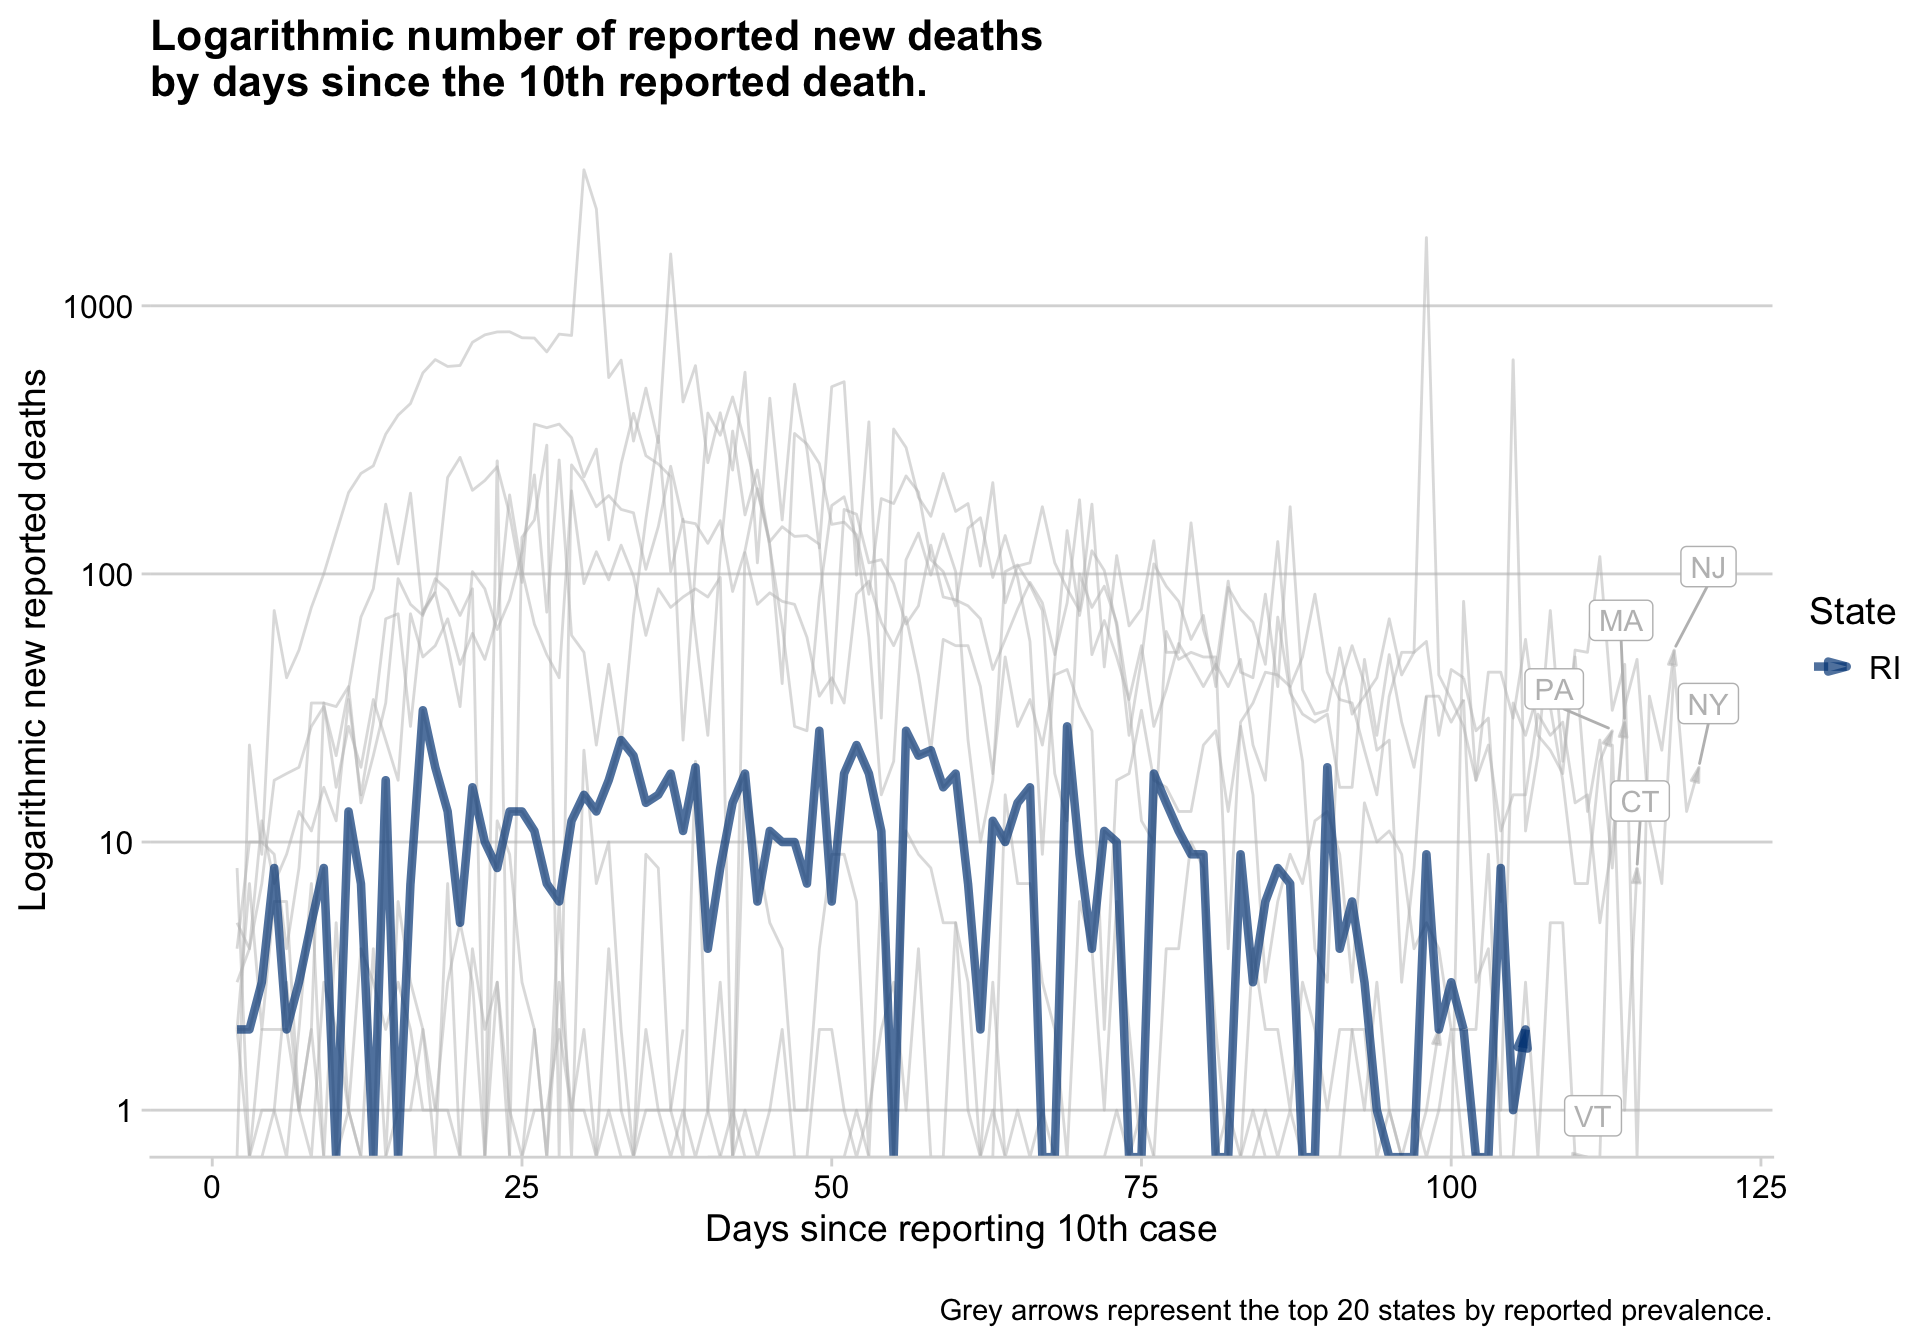 Logarithmic number of reported new deaths
by days since the 10th reported death.
Logarithmic new reported deaths
1000
100
10
1
NJ
MA
PA
NY
CT
VT
State
RI
0 25 50 75 100 125
Days since reporting 10th case
Grey arrows represent the top 20 states by reported prevalence.